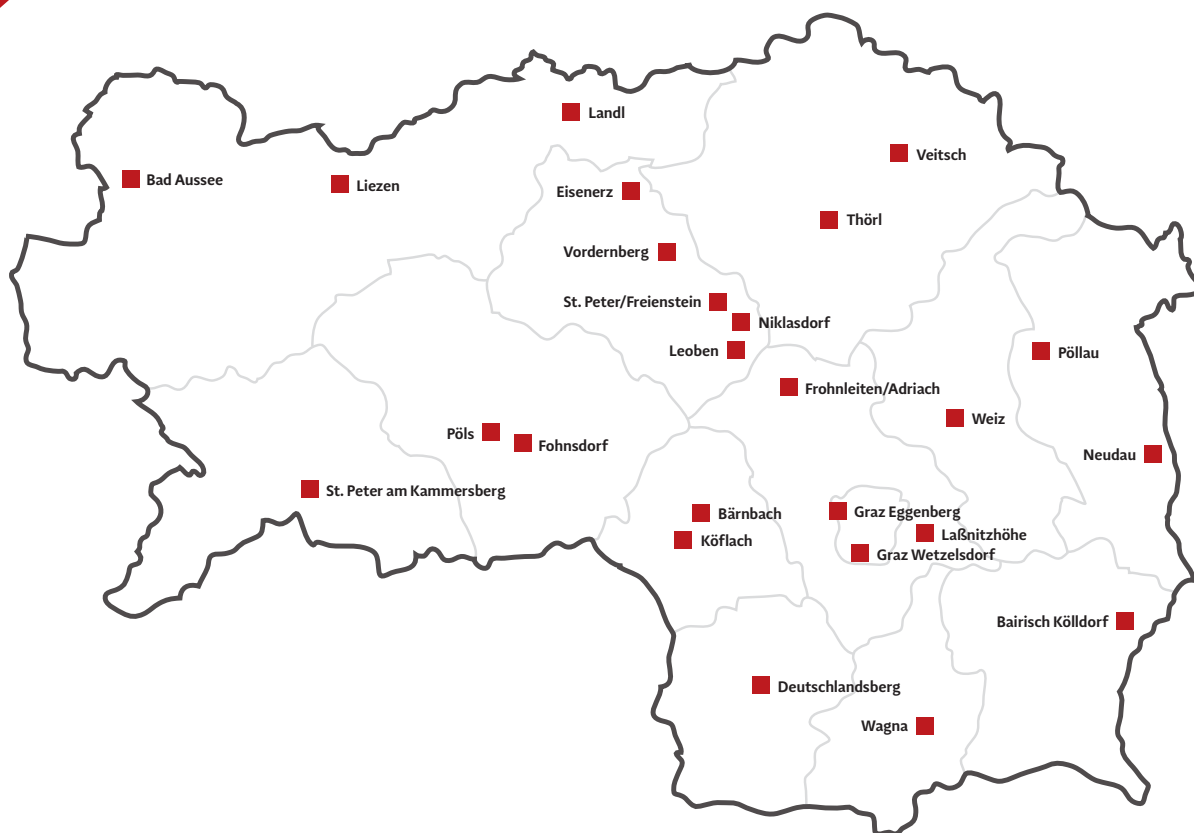 Landl
Veitsch
Bad Aussee
Liezen
Eisenerz
Thörl
Vordernberg
St. Peter/Freienstein
Niklasdorf
Leoben
Pöllau
Frohnleiten/Adriach
Weiz
Pöls
Fohnsdorf
Neudau
St. Peter am Kammersberg
Bärnbach
Graz Eggenberg
Laßnitzhöhe
Köflach
Graz Wetzelsdorf
Bairisch Kölldorf
Deutschlandsberg
Wagna